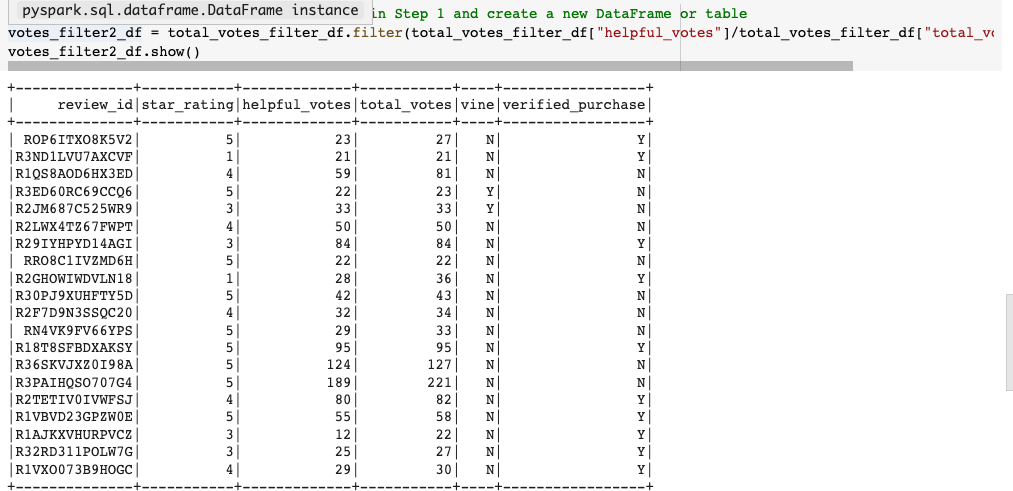 pyspark.sql.dataframe.DataFrame instance in Step 1 and create a new DataFrame or table
votes_filter2_df = total_votes_filter_df.filter(total_votes_filter_df["helpful_votes"]/total_votes_filter_df["total_vo
votes_filter2_df.show()
+--------------+-----------+-------------+-----------+----+-----------------+
|     review_id|star_rating|helpful_votes|total_votes|vine|verified_purchase|
+--------------+-----------+-------------+-----------+----+-----------------+
| ROP6ITXO8K5V2|          5|           23|         27|   N|                Y|
|R3ND1LVU7AXCVF|          1|           21|         21|   N|                Y|
|R1QS8AOD6HX3ED|          4|           59|         81|   N|                N|
|R3ED60RC69CCQ6|          5|           22|         23|   Y|                N|
|R2JM687C525WR9|          3|           33|         33|   Y|                N|
|R2LWX4TZ67FWPT|          4|           50|         50|   N|                N|
|R29IYHPYD14AGI|          3|           84|         84|   N|                Y|
| RRO8C1IVZMD6H|          5|           22|         22|   N|                N|
|R2GHOWIWDVLN18|          1|           28|         36|   N|                Y|
|R30PJ9XUHFTY5D|          5|           42|         43|   N|                N|
|R2F7D9N3SSQC20|          4|           32|         34|   N|                N|
| RN4VK9FV66YPS|          5|           29|         33|   N|                N|
|R18T8SFBDXAKSY|          5|           95|         95|   N|                Y|
|R36SKVJXZ0I98A|          5|          124|        127|   N|                N|
|R3PAIHQSO707G4|          5|          189|        221|   N|                N|
|R2TETIV0IVWFSJ|          4|           80|         82|   N|                Y|
|R1VBVD23GPZW0E|          5|           55|         58|   N|                Y|
|R1AJKXVHURPVCZ|          3|           12|         22|   N|                Y|
|R32RD311POLW7G|          3|           25|         27|   N|                Y|
|R1VXO073B9HOGC|          4|           29|         30|   N|                Y|
+--------------+-----------+-------------+-----------+----+-----------------+